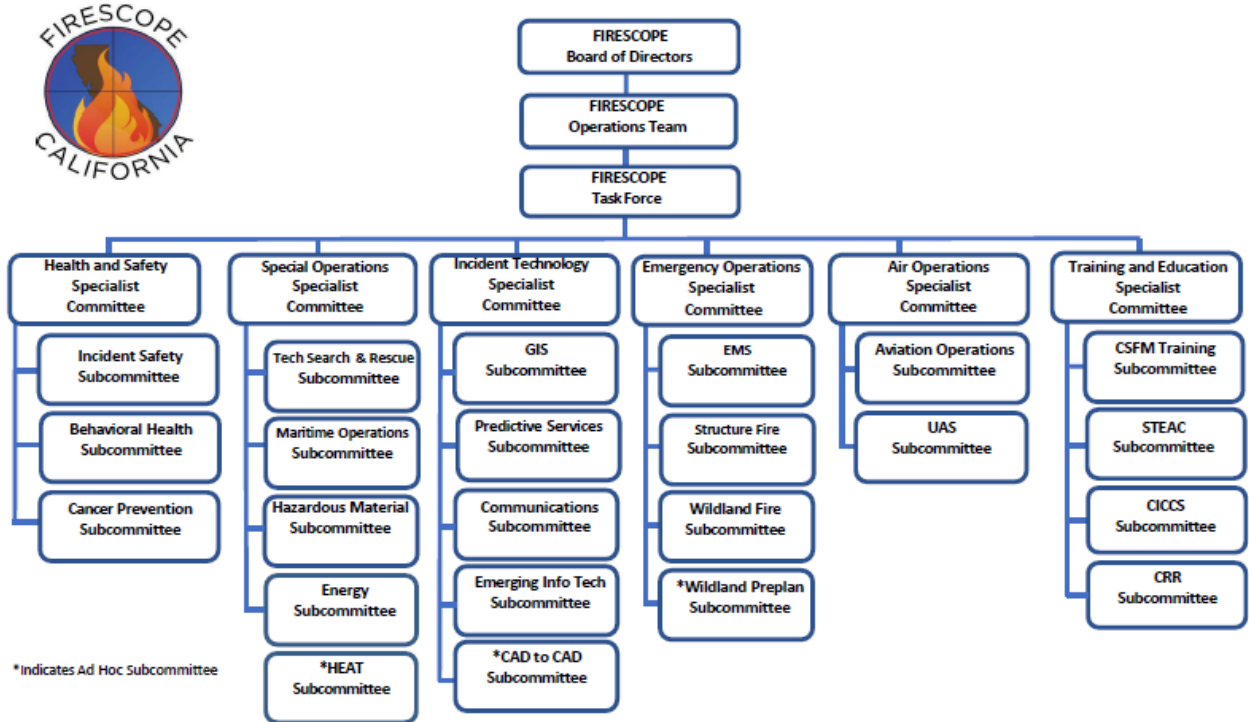 FIRESCOPE
CALIFORNIA
FIRESCOPE
Board of Directors
FIRESCOPE
Operations Team
FIRESCOPE
Task Force
Health and Safety
Specialist
Committee
Incident Safety
Subcommittee
Behavioral Health
Subcommittee
Cancer Prevention
Subcommittee
Special Operations
Specialist
Committee
Tech Search & Rescue
Subcommittee
Maritime Operations
Subcommittee
Hazardous Material
Subcommittee
Energy
Subcommittee
*HEAT
Subcommittee
Incident Technology
Specialist
Committee
GIS
Subcommittee
Predictive Services
Subcommittee
Communications
Subcommittee
Emerging Info Tech
Subcommittee
*CAD to CAD
Subcommittee
Emergency Operations
Specialist
Committee
EMS
Subcommittee
Structure Fire
Subcommittee
Wildland Fire
Subcommittee
*Wildland Preplan
Subcommittee
Air Operations
Specialist
Committee
Aviation Operations
Subcommittee
UAS
Subcommittee
Training and Education
Specialist
Committee
CSFM Training
Subcommittee
STEAC
Subcommittee
CICCS
Subcommittee
CRR
Subcommittee
*Indicates Ad Hoc Subcommittee